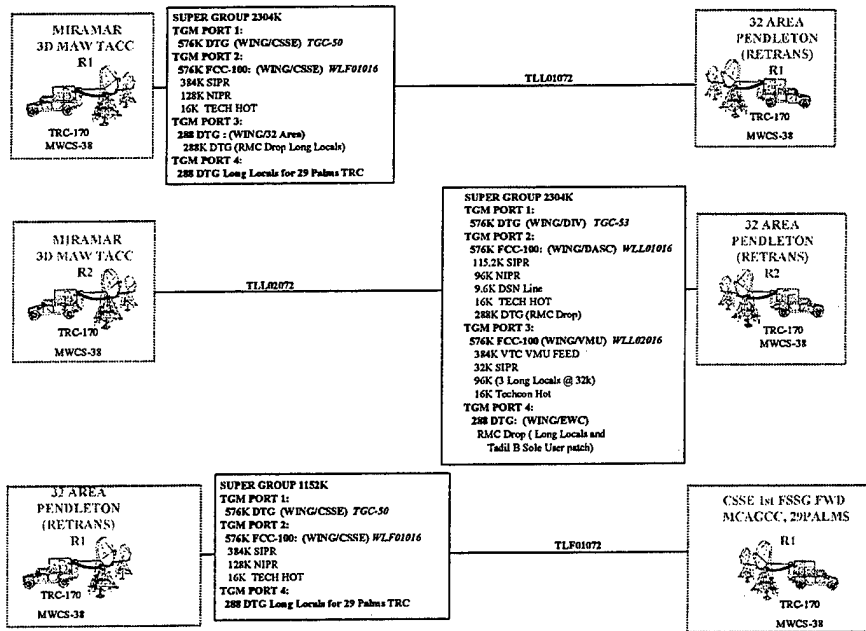 MIRAMAR
3D MAW TACC
R1
TRC-170
MWCS-38
SUPER GROUP 2304K
TGM PORT 1:
576K DTG (WING/CSSE) TGC-50
TGM PORT 2:
576K FCC-100: (WING/CSSE) WLF01016
384K SIPR
128K NIPR
16K TECH HOT
TGM PORT 3:
288 DTG : (WING/32 Area)
288K DTG (RMC Drop Long Locals)
TGM PORT 4:
288 DTG Long Locals for 29 Palms TRC
TLL01072
32 AREA
PENDLETON
(RETRANS)
R1
TRC-170
MWCS-38
MIRAMAR
3D MAW TACC
R2
TRC-170
MWCS-38
TLL02072
SUPER GROUP 2304K
TGM PORT 1:
576K DTG (WING/DIV) TGC-53
TGM PORT 2:
576K FCC-100: (WING/DASC) WLL01016
115.2K SIPR
96K NIPR
9.6K DSN Line
16K TECH HOT
288K DTG (RMC Drop)
TGM PORT 3:
576K FCC-100 (WING/VMU) WLL02016
384K VTC VMU FEED
32K SIPR
96K (3 Long Locals @ 32k)
16K Techcon Hot
TGM PORT 4:
288 DTG: (WING/EWC)
RMC Drop ( Long Locals and
Tadil B Sole User patch)
32 AREA
PENDLETON
(RETRANS)
R2
TRC-170
MWCS-38
32 AREA
PENDLETON
(RETRANS)
R1
TRC-170
MWCS-38
SUPER GROUP 1152K
TGM PORT 1:
576K DTG (WING/CSSE) TGC-50
TGM PORT 2:
576K FCC-100: (WING/CSSE) WLF01016
384K SIPR
128K NIPR
16K TECH HOT
TGM PORT 4:
288 DTG Long Locals for 29 Palms TRC
TLF01072
CSSE 1st FSSG FWD
MCAGCC, 29PALMS
R1
TRC-170
MWCS-38